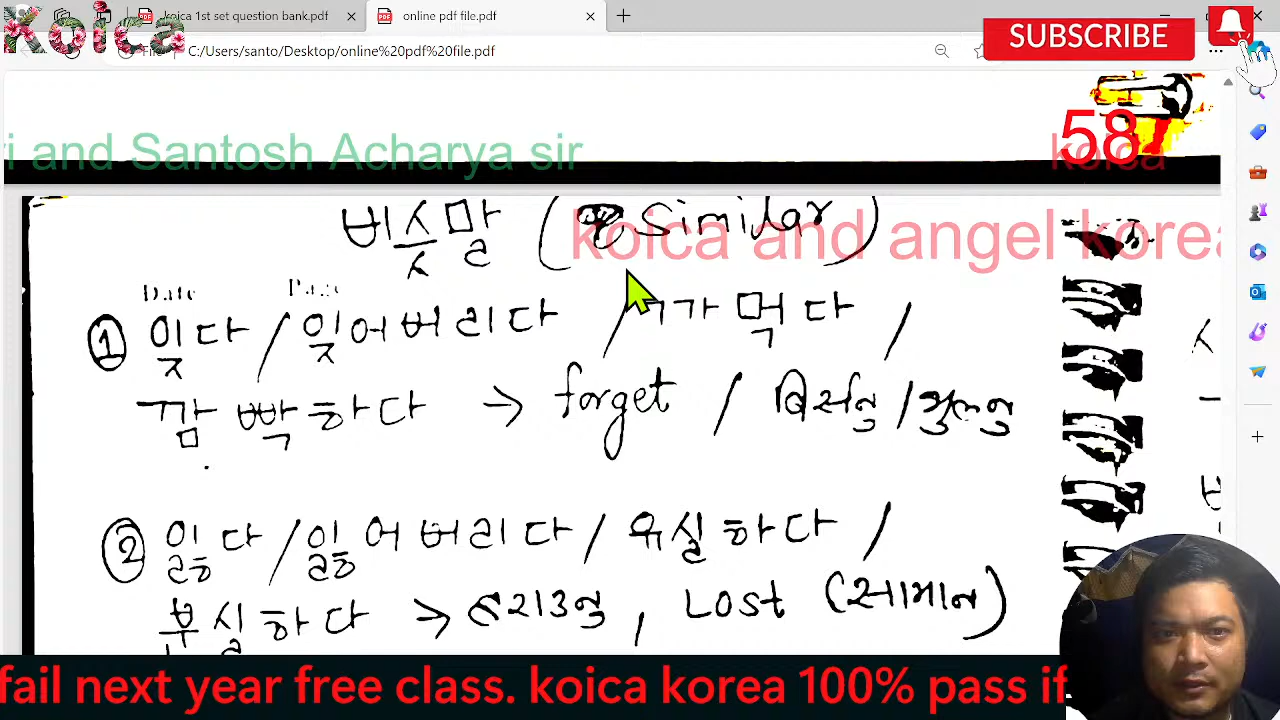 Koica
koica 1st set question bank.pdf
online pdf file.pdf
File C:/Users/santo/Desktop/online%20pdf%20file.pdf
SUBSCRIBE
587
ri and Santosh Acharya sir
koica
비슷말 ( Similar )
koica and angel korea
Date Page
① 잊다 / 잊어버리다 / 까먹다 /
깜빡하다 → forget / बिर्सनु / भुल्नु
② 잃다 / 잃어버리다 / 유실하다 /
분실하다 → हराउनु , Lost (सामान)
fail next year free class. koica korea 100% pass if